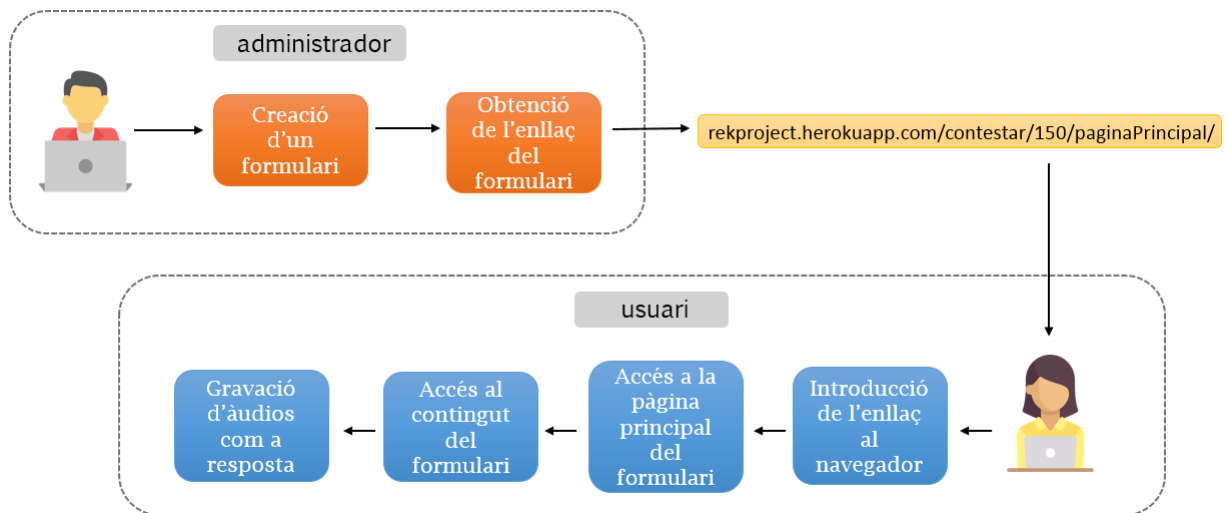 administrador
Creació
d'un
formulari
Obtenció
de l'enllaç
del
formulari
rekproject.herokuapp.com/contestar/150/paginaPrincipal/
usuari
Introducció
de l'enllaç
al
navegador
Accés a la
pàgina
principal
del
formulari
Accés al
contingut
del
formulari
Gravació
d'àudios
com a
resposta